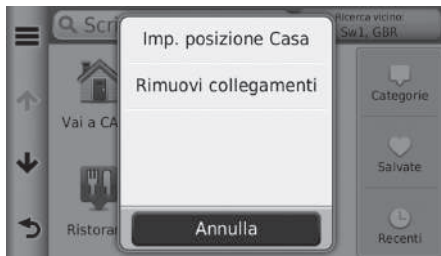 Scri
Ricerca vicino:
Sw1, GBR
Imp. posizione Casa
Rimuovi collegamenti
Categorie
Vai a CA
Salvate
Ristora
Annulla
Recenti